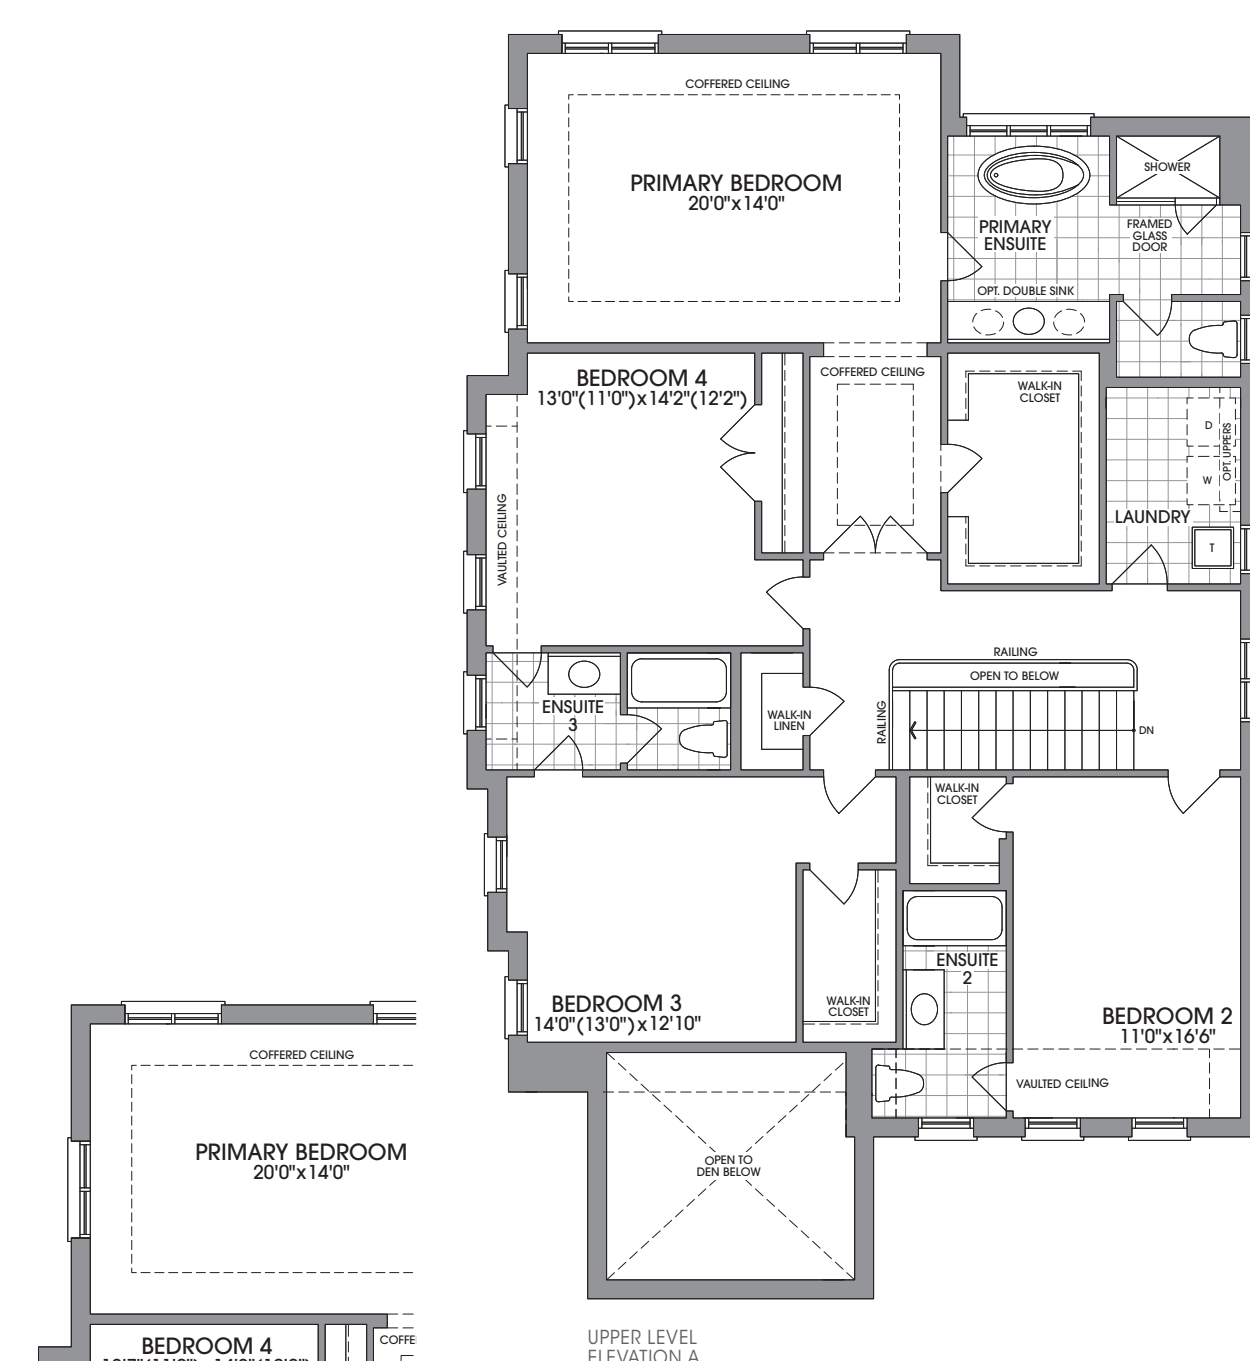 COFFERED CEILING
PRIMARY BEDROOM
20'0"x14'0"
SHOWER
PRIMARY
ENSUITE
FRAMED
GLASS
DOOR
OPT. DOUBLE SINK
BEDROOM 4
13'0"(11'0")x14'2"(12'2")
COFFERED CEILING
WALK-IN
CLOSET
D
W
OPT. UPPERS
LAUNDRY
T
VAULTED CEILING
RAILING
OPEN TO BELOW
RAILING
DN
ENSUITE
3
WALK-IN
LINEN
WALK-IN
CLOSET
ENSUITE
2
BEDROOM 3
14'0"(13'0")x12'10"
WALK-IN
CLOSET
BEDROOM 2
11'0"x16'6"
VAULTED CEILING
OPEN TO
DEN BELOW
UPPER LEVEL
ELEVATION A
COFFERED CEILING
PRIMARY BEDROOM
20'0"x14'0"
COFFE
BEDROOM 4